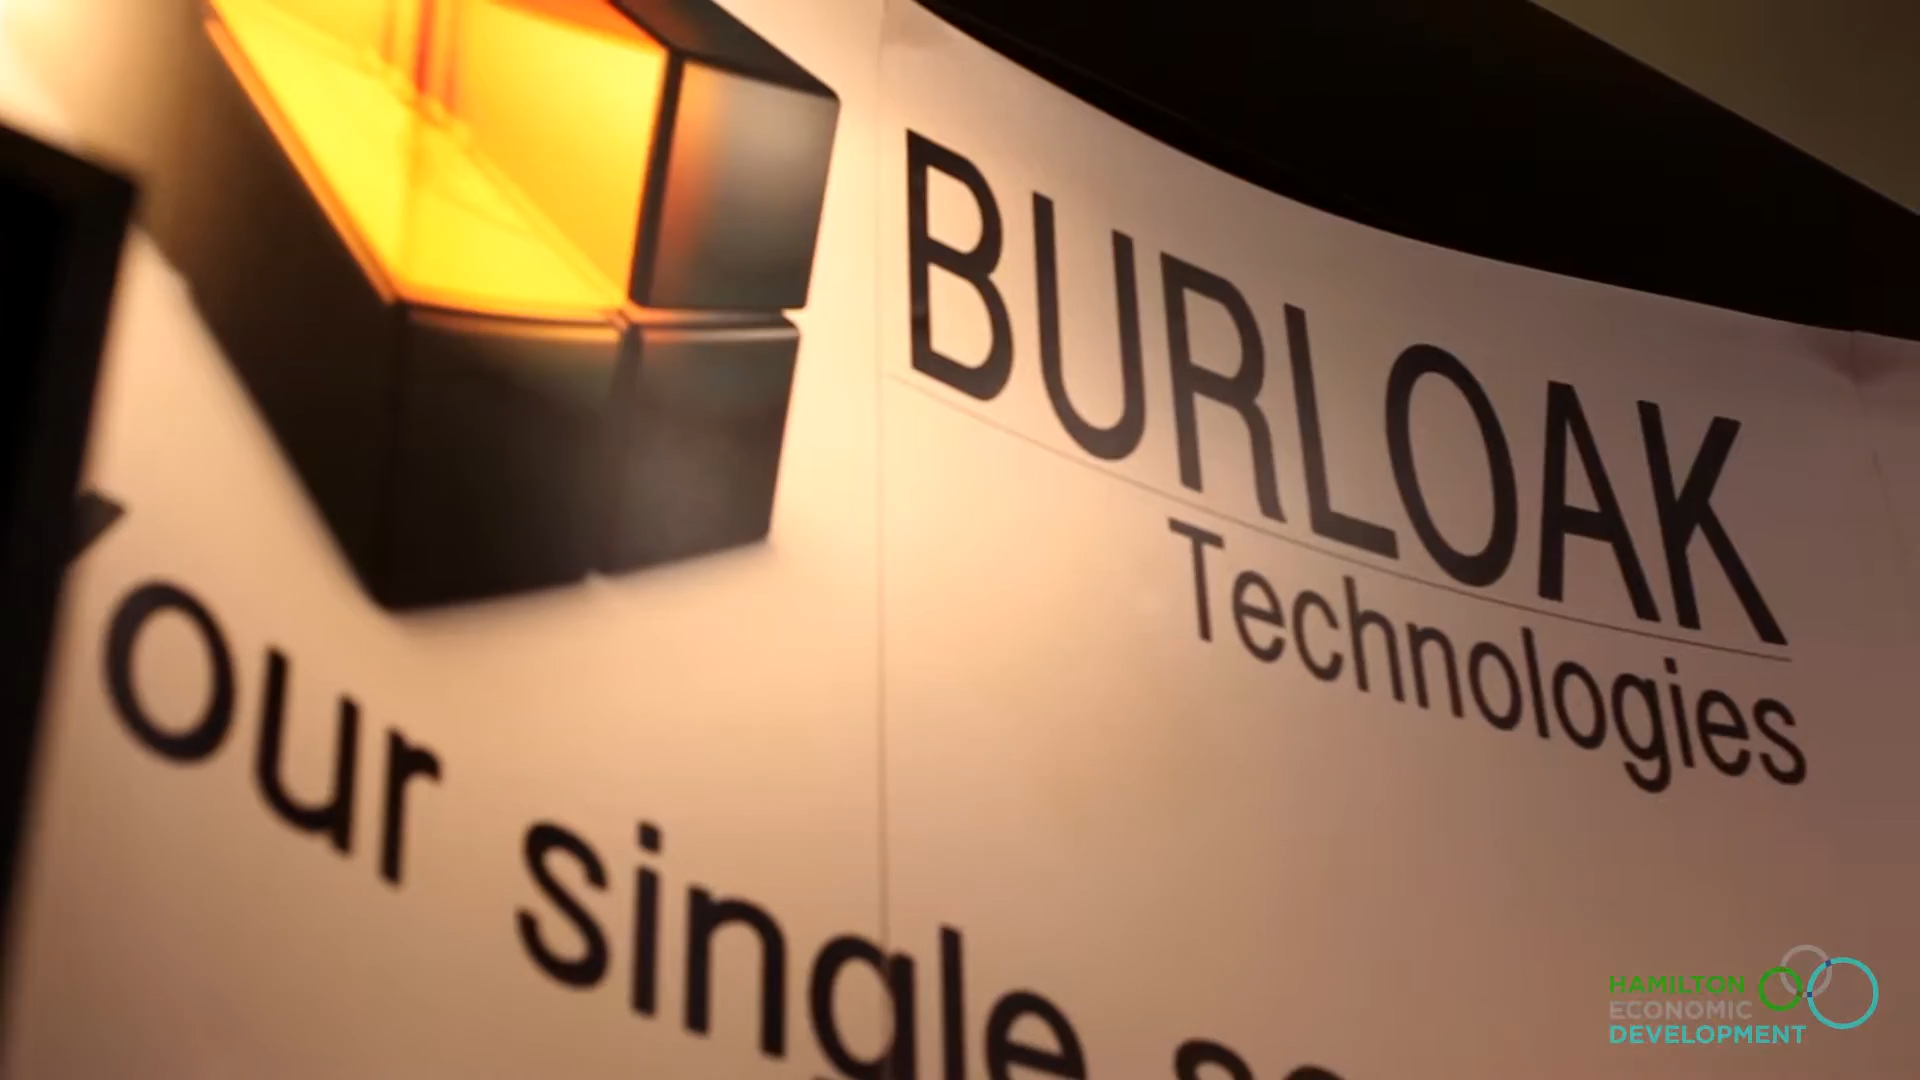 BURLOAK
Technologies
our single
HAMILTON
ECONOMIC
DEVELOPMENT